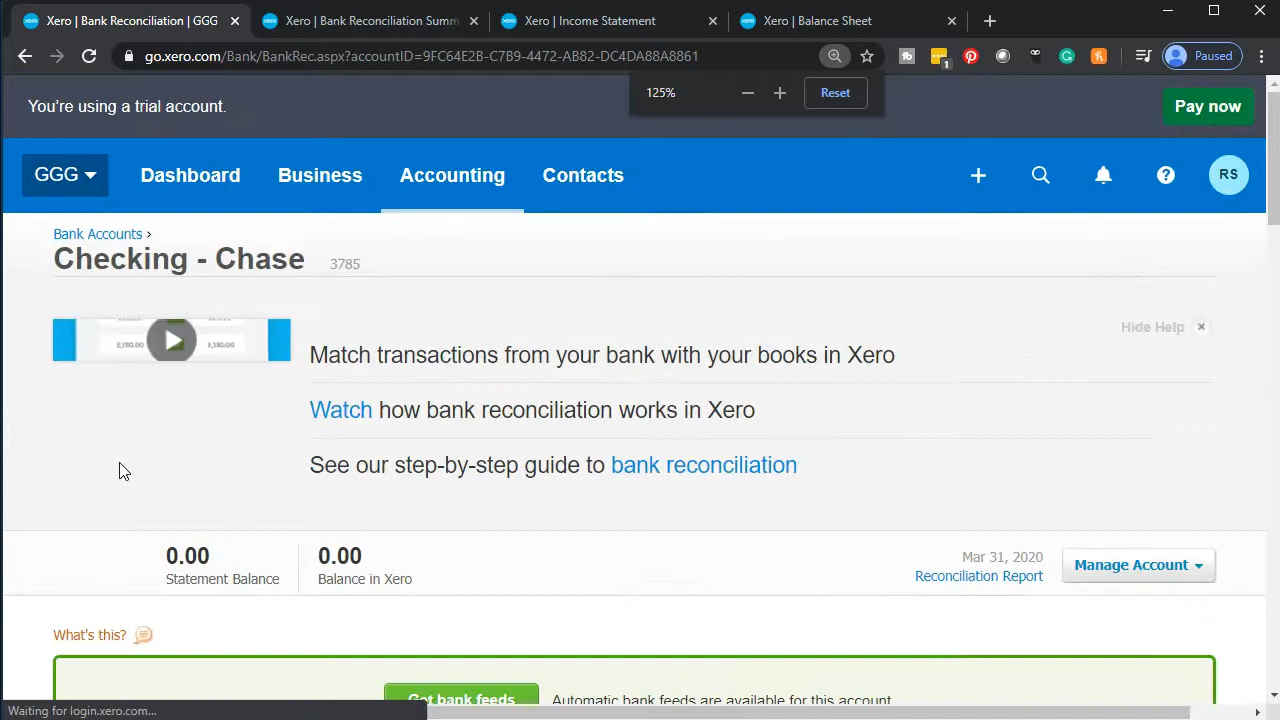 Xero | Bank Reconciliation | GGG
Xero | Bank Reconciliation Summ
Xero | Income Statement
Xero | Balance Sheet
go.xero.com/Bank/BankRec.aspx?accountID=9FC64E2B-C7B9-4472-AB82-DC4DA88A8861
1
Paused
125%
Reset
You're using a trial account.
Pay now
GGG
Dashboard
Business
Accounting
Contacts
RS
Bank Accounts ›
Checking - Chase 3785
2,150.00
Hide Help
Match transactions from your bank with your books in Xero
Watch how bank reconciliation works in Xero
See our step-by-step guide to bank reconciliation
0.00
Statement Balance
0.00
Balance in Xero
Mar 31, 2020
Reconciliation Report
Manage Account
What's this?
Get bank feeds
Automatic bank feeds are available for this account
Waiting for login.xero.com...